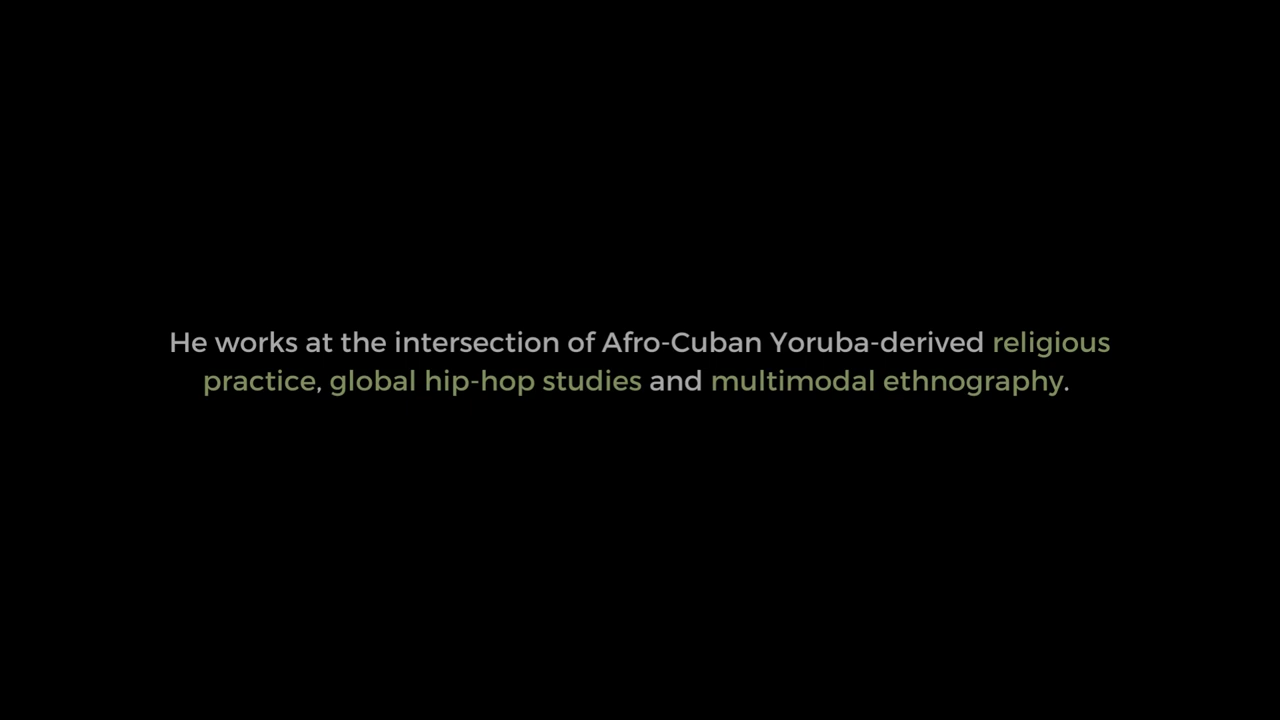 He works at the intersection of Afro-Cuban Yoruba-derived religious
practice, global hip-hop studies and multimodal ethnography.